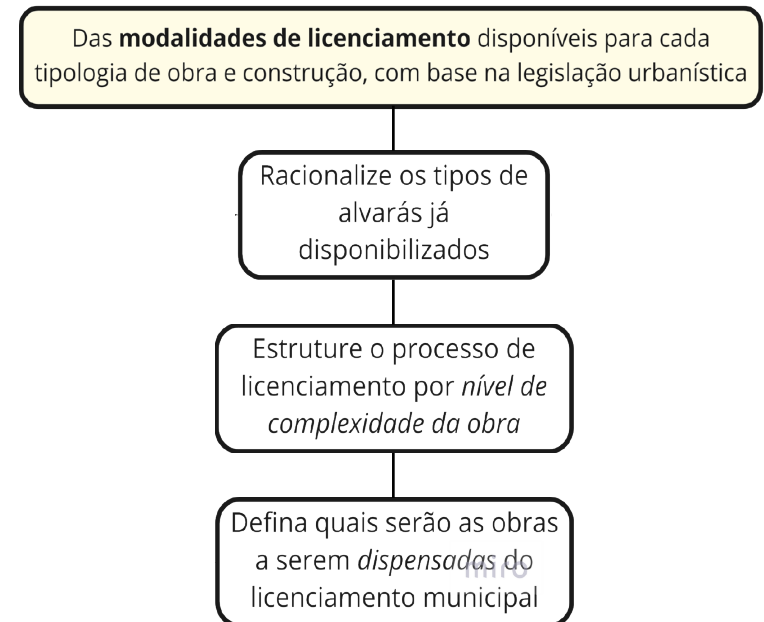 Das modalidades de licenciamento disponíveis para cada
tipologia de obra e construção, com base na legislação urbanística
Racionalize os tipos de
alvarás já
disponibilizados
Estruture o processo de
licenciamento por nível de
complexidade da obra
Defina quais serão as obras
a serem dispensadas do
licenciamento municipal
miro